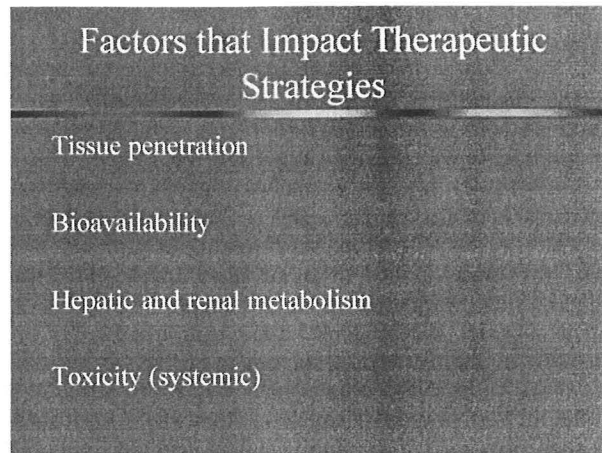 Factors that Impact Therapeutic
Strategies
Tissue penetration
Bioavailability
Hepatic and renal metabolism
Toxicity (systemic)